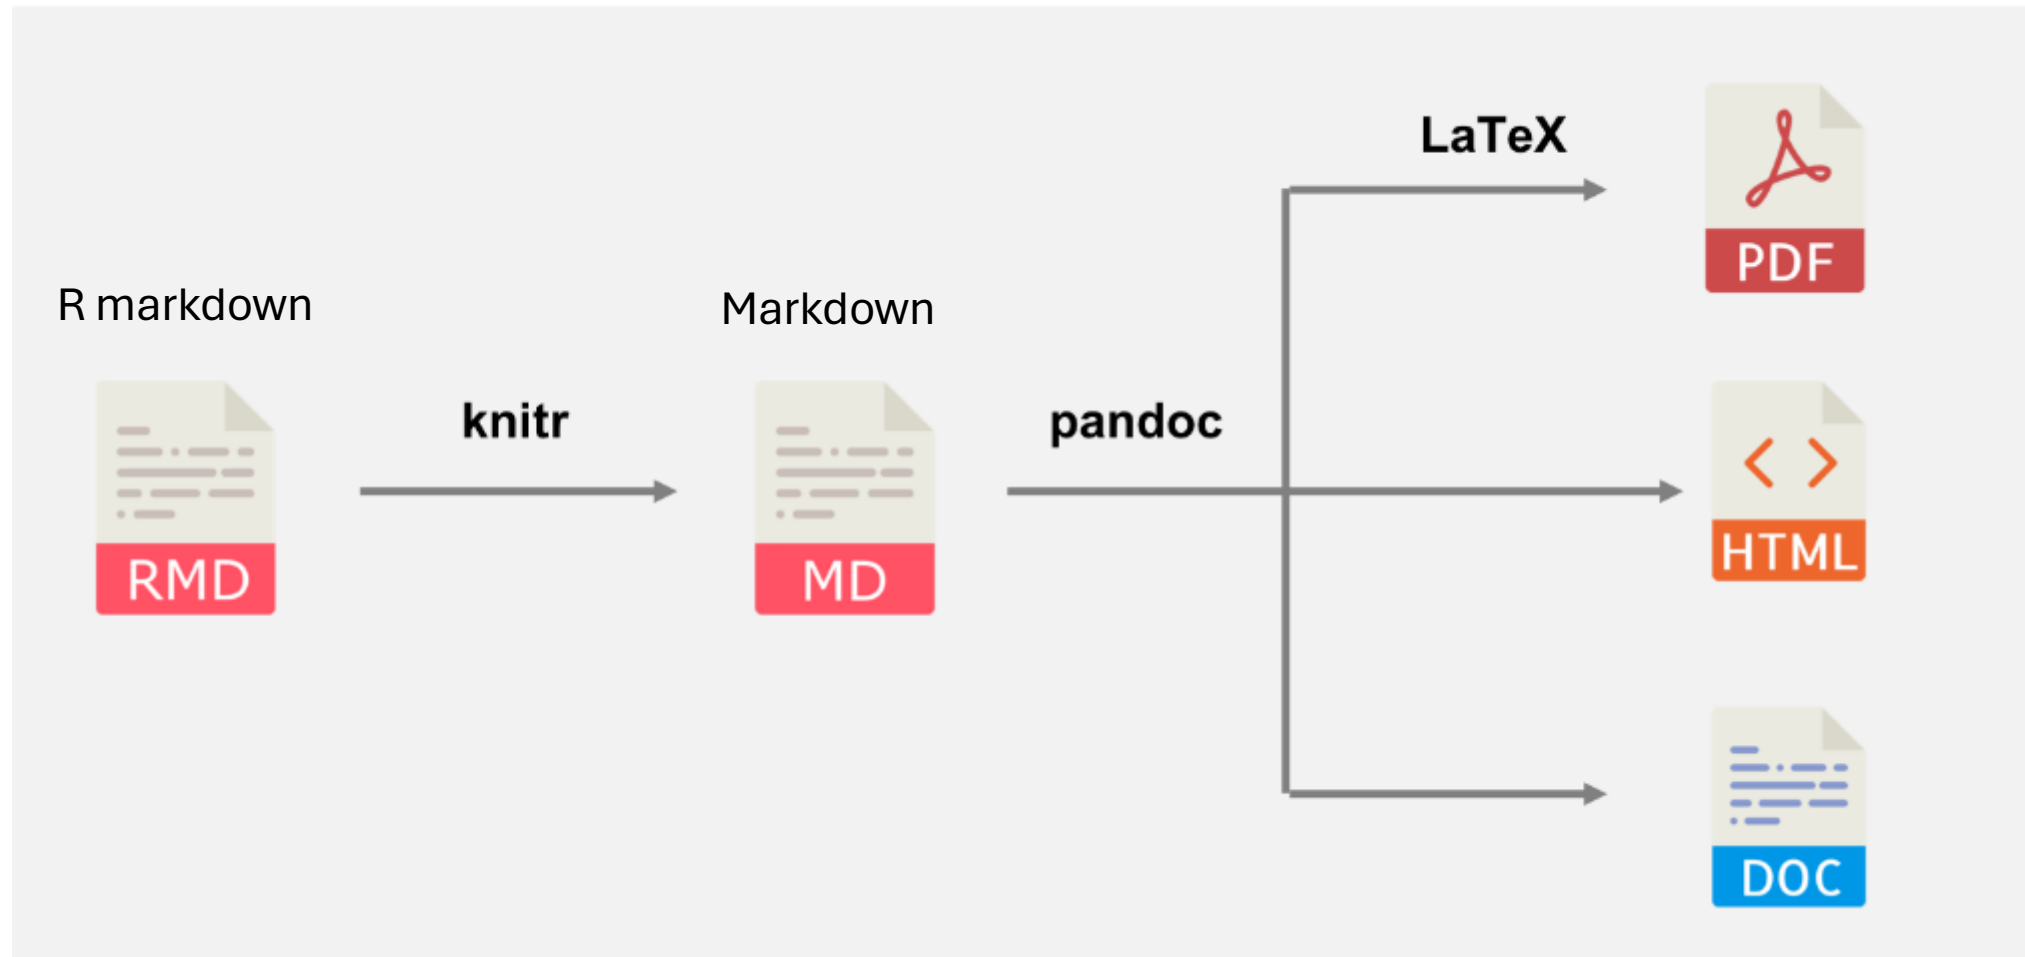 R markdown
RMD
knitr
Markdown
MD
pandoc
LaTeX
PDF
HTML
DOC